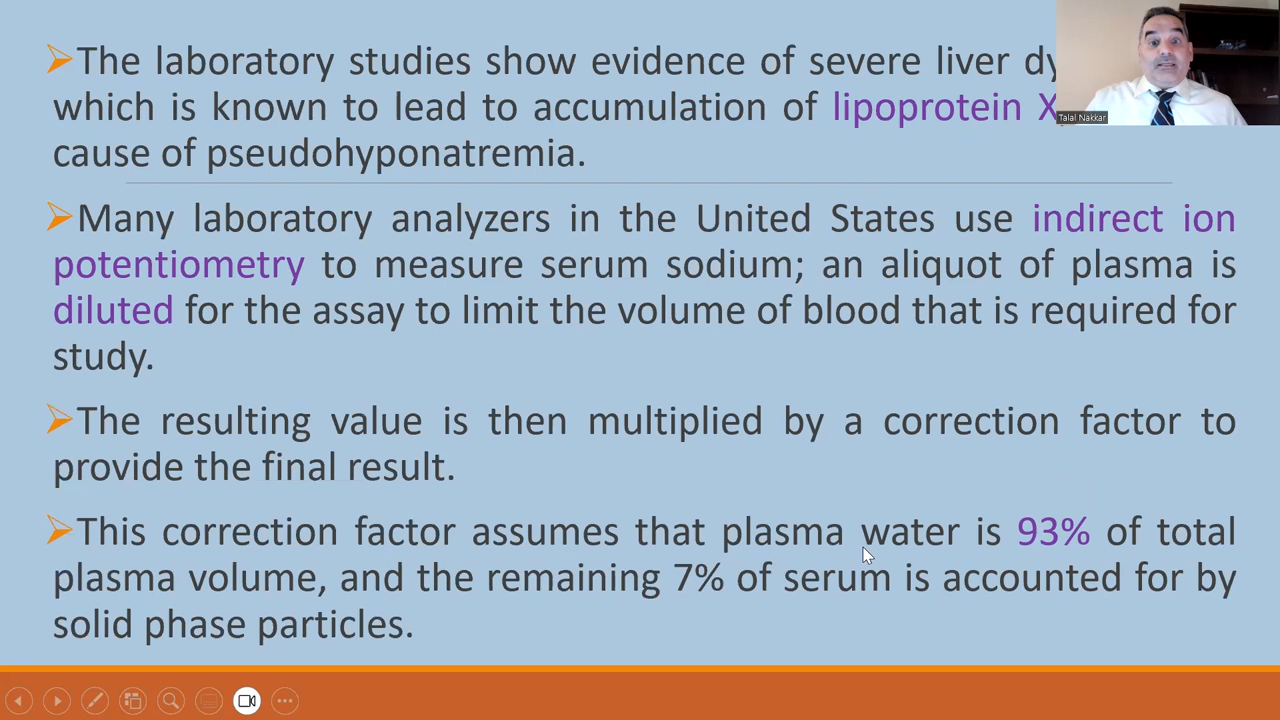 ➢The laboratory studies show evidence of severe liver
which is known to lead to accumulation of lipoprotein X
cause of pseudohyponatremia.
➢Many laboratory analyzers in the United States use indirect ion
potentiometry to measure serum sodium; an aliquot of plasma is
diluted for the assay to limit the volume of blood that is required for
study.
➢The resulting value is then multiplied by a correction factor to
provide the final result.
➢This correction factor assumes that plasma water is 93% of total
plasma volume, and the remaining 7% of serum is accounted for by
solid phase particles.
Talal Nakkar